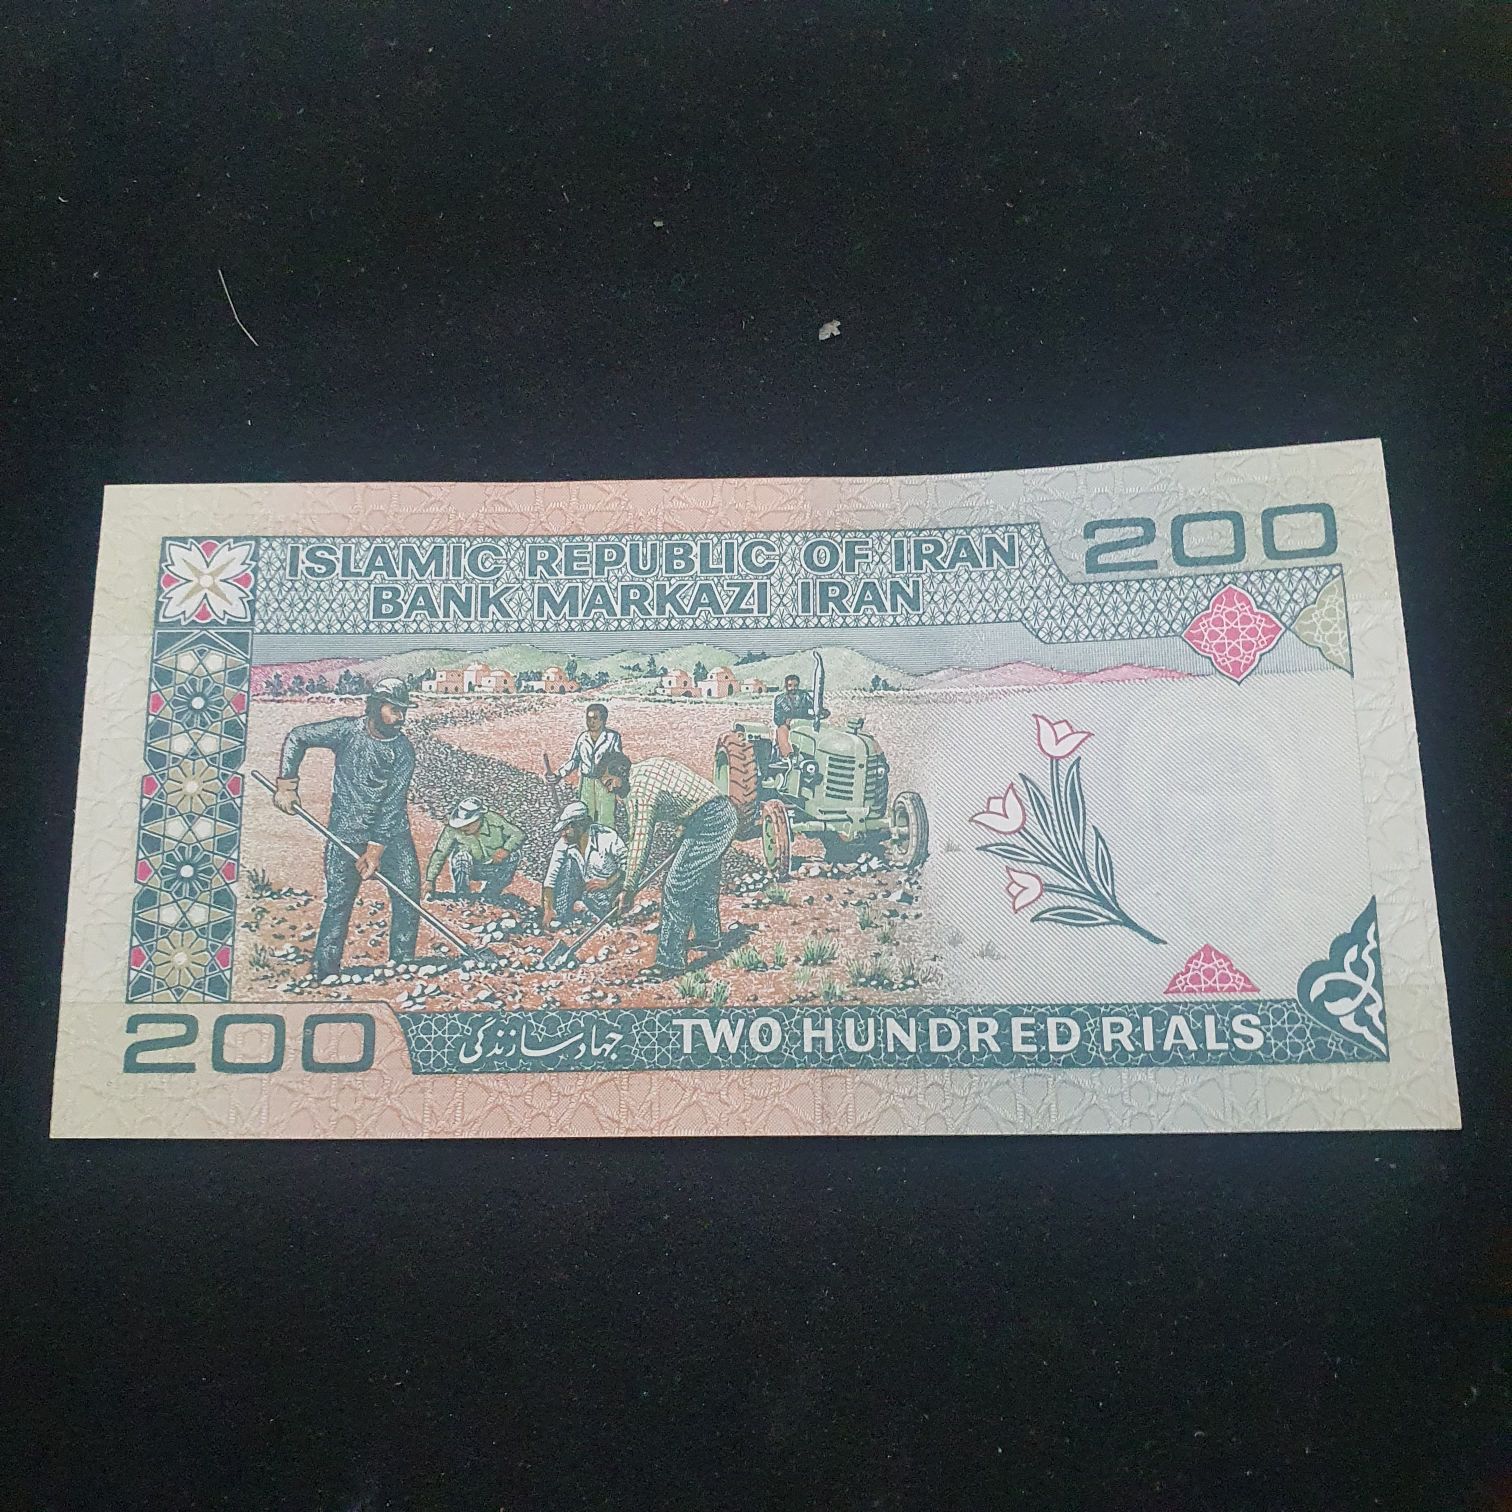 ISLAMIC REPUBLIC OF IRAN
BANK MARKAZI IRAN
200
200
جهاد سازندگی
TWO HUNDRED RIALS